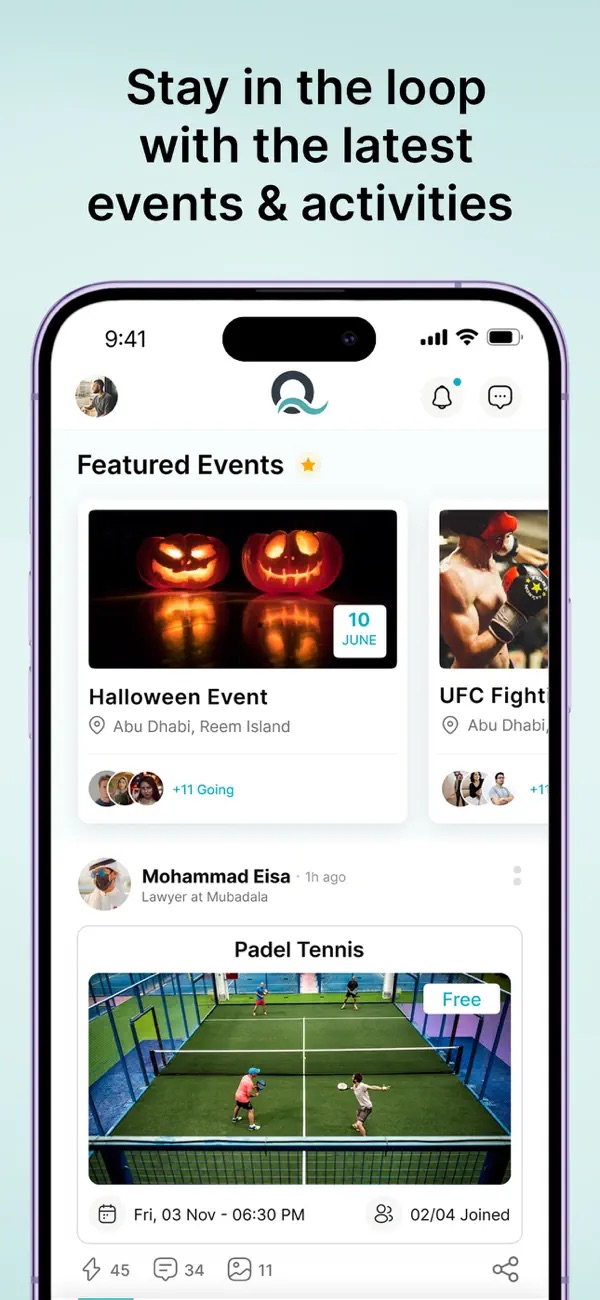 Stay in the loop
with the latest
events & activities
9:41
Featured Events
10
JUNE
Halloween Event
Abu Dhabi, Reem Island
+11 Going
UFC Fighti
Abu Dhabi,
+11
Mohammad Eisa · 1h ago
Lawyer at Mubadala
Padel Tennis
Free
Fri, 03 Nov - 06:30 PM
02/04 Joined
45
34
11